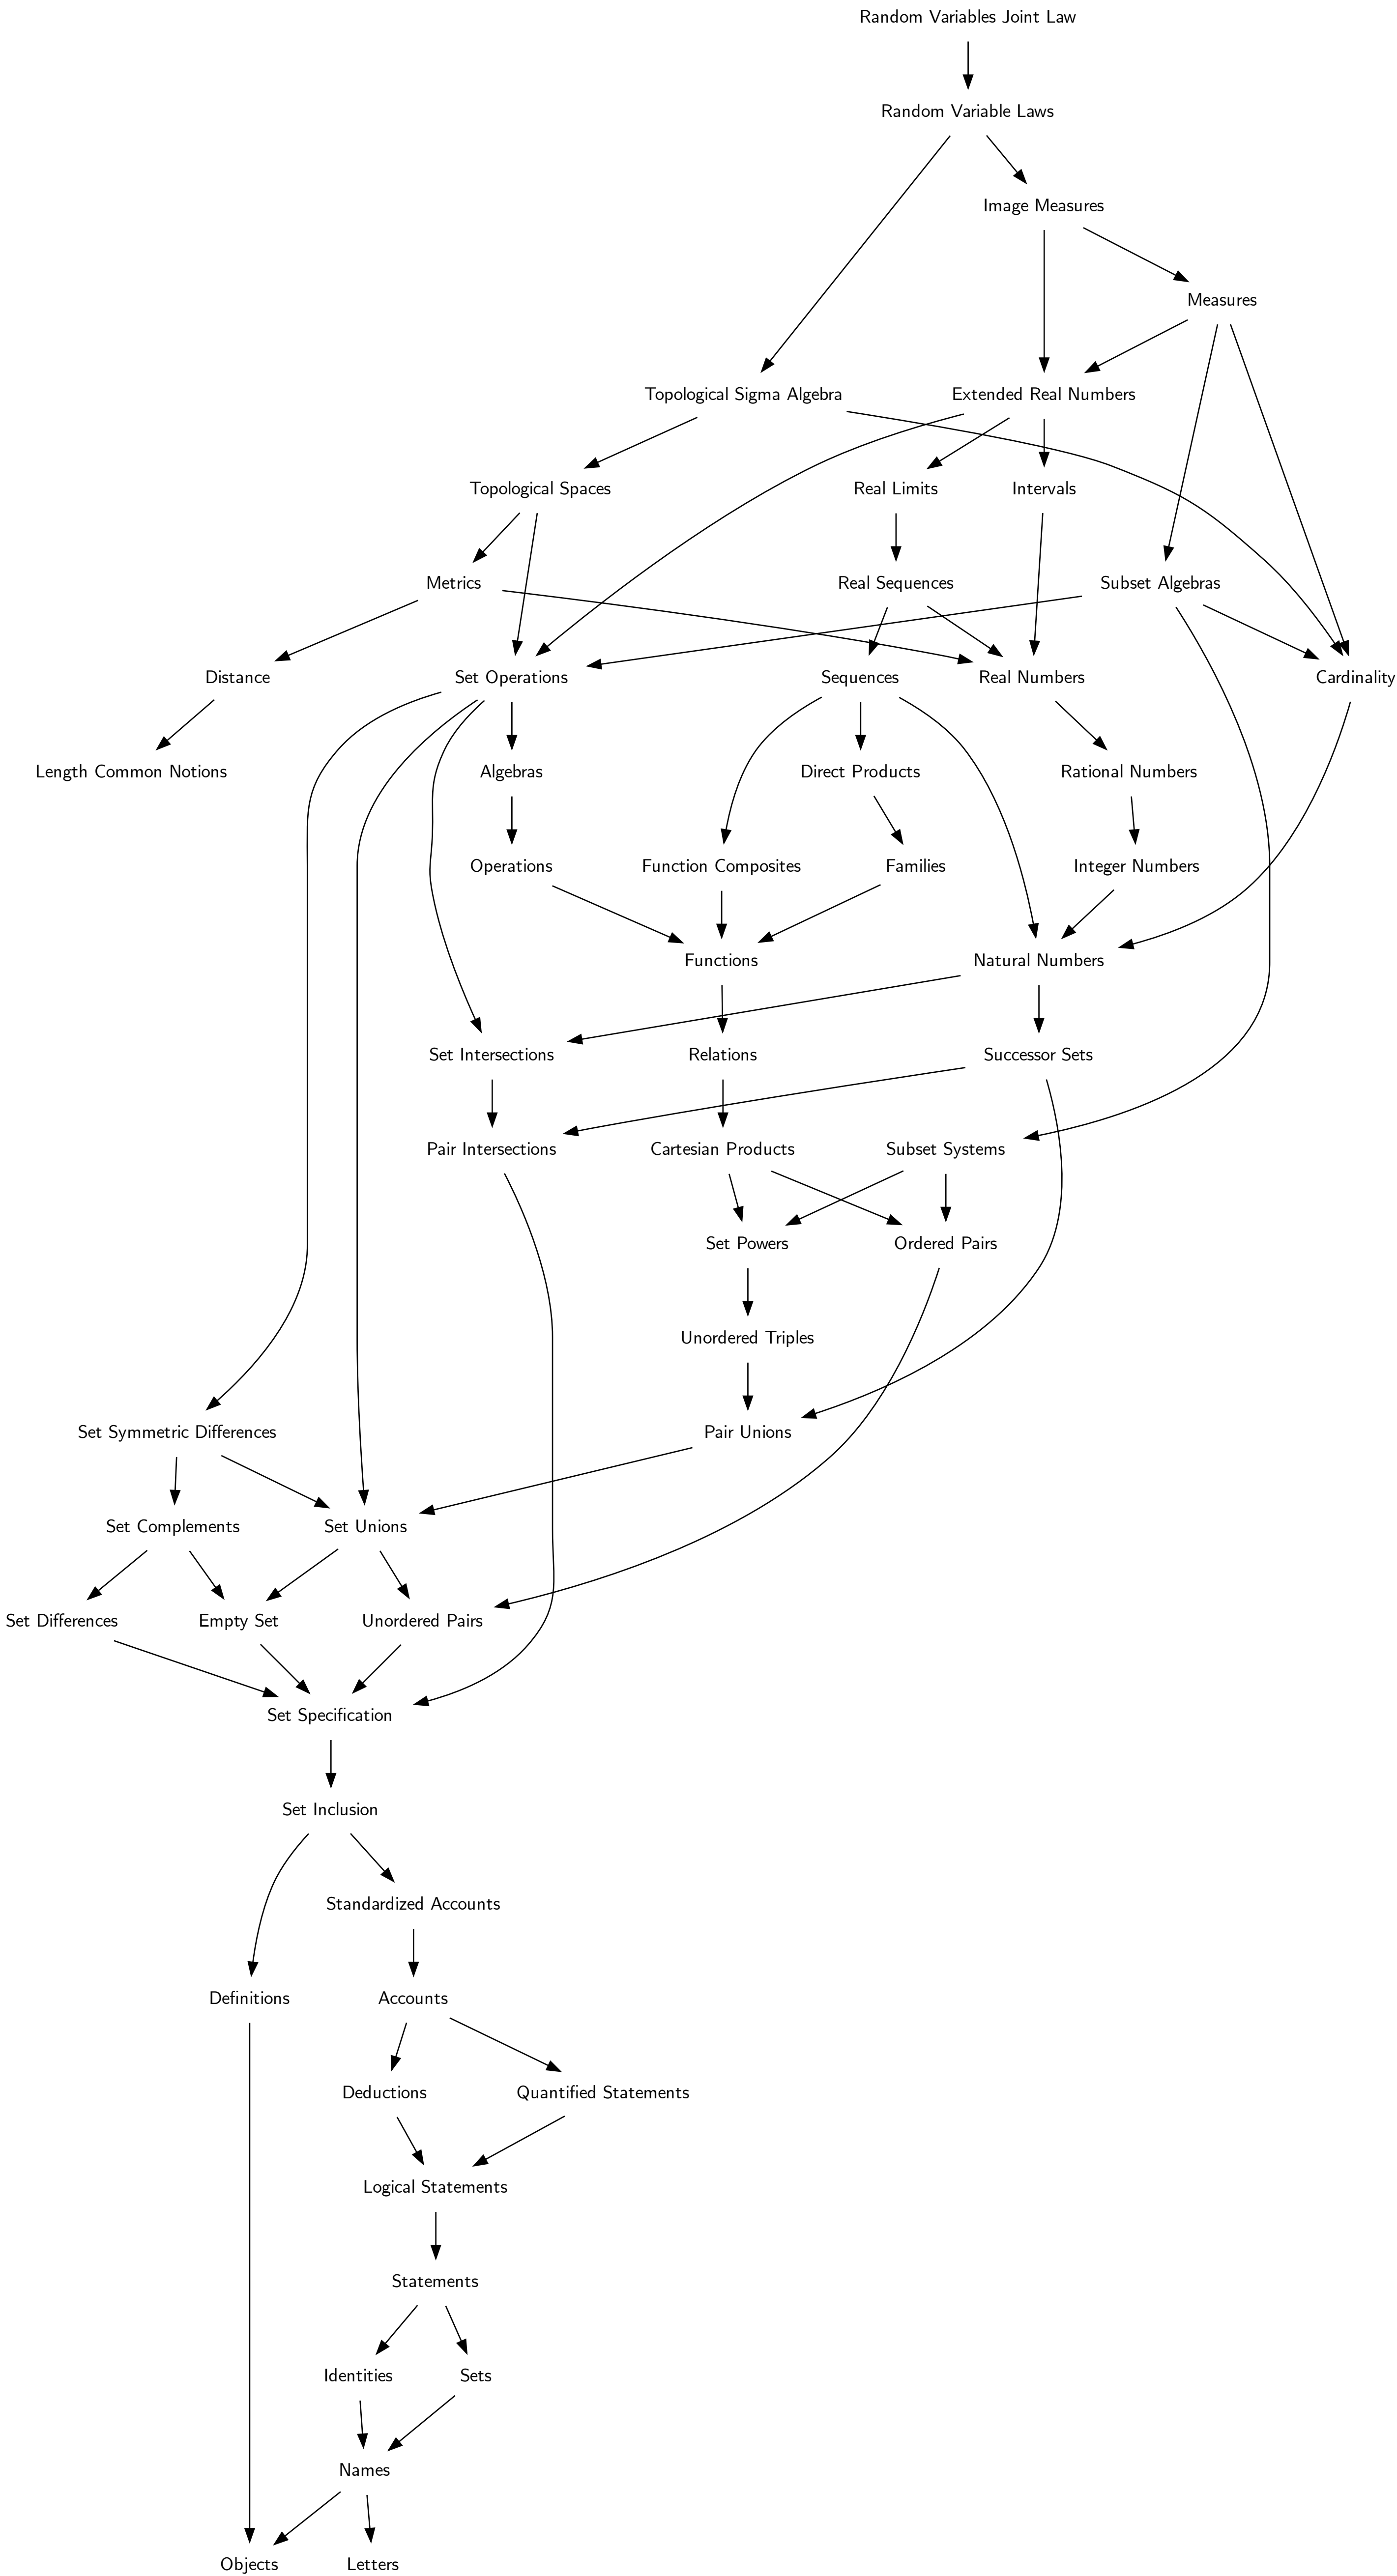 Random Variables Joint Law
Random Variable Laws
Image Measures
Measures
Topological Sigma Algebra
Extended Real Numbers
Topological Spaces
Real Limits
Intervals
Metrics
Real Sequences
Subset Algebras
Distance
Set Operations
Sequences
Real Numbers
Cardinality
Length Common Notions
Algebras
Direct Products
Rational Numbers
Operations
Function Composites
Families
Integer Numbers
Functions
Natural Numbers
Set Intersections
Relations
Successor Sets
Pair Intersections
Cartesian Products
Subset Systems
Set Powers
Ordered Pairs
Unordered Triples
Set Symmetric Differences
Pair Unions
Set Complements
Set Unions
Set Differences
Empty Set
Unordered Pairs
Set Specification
Set Inclusion
Standardized Accounts
Definitions
Accounts
Deductions
Quantified Statements
Logical Statements
Statements
Identities
Sets
Names
Objects
Letters